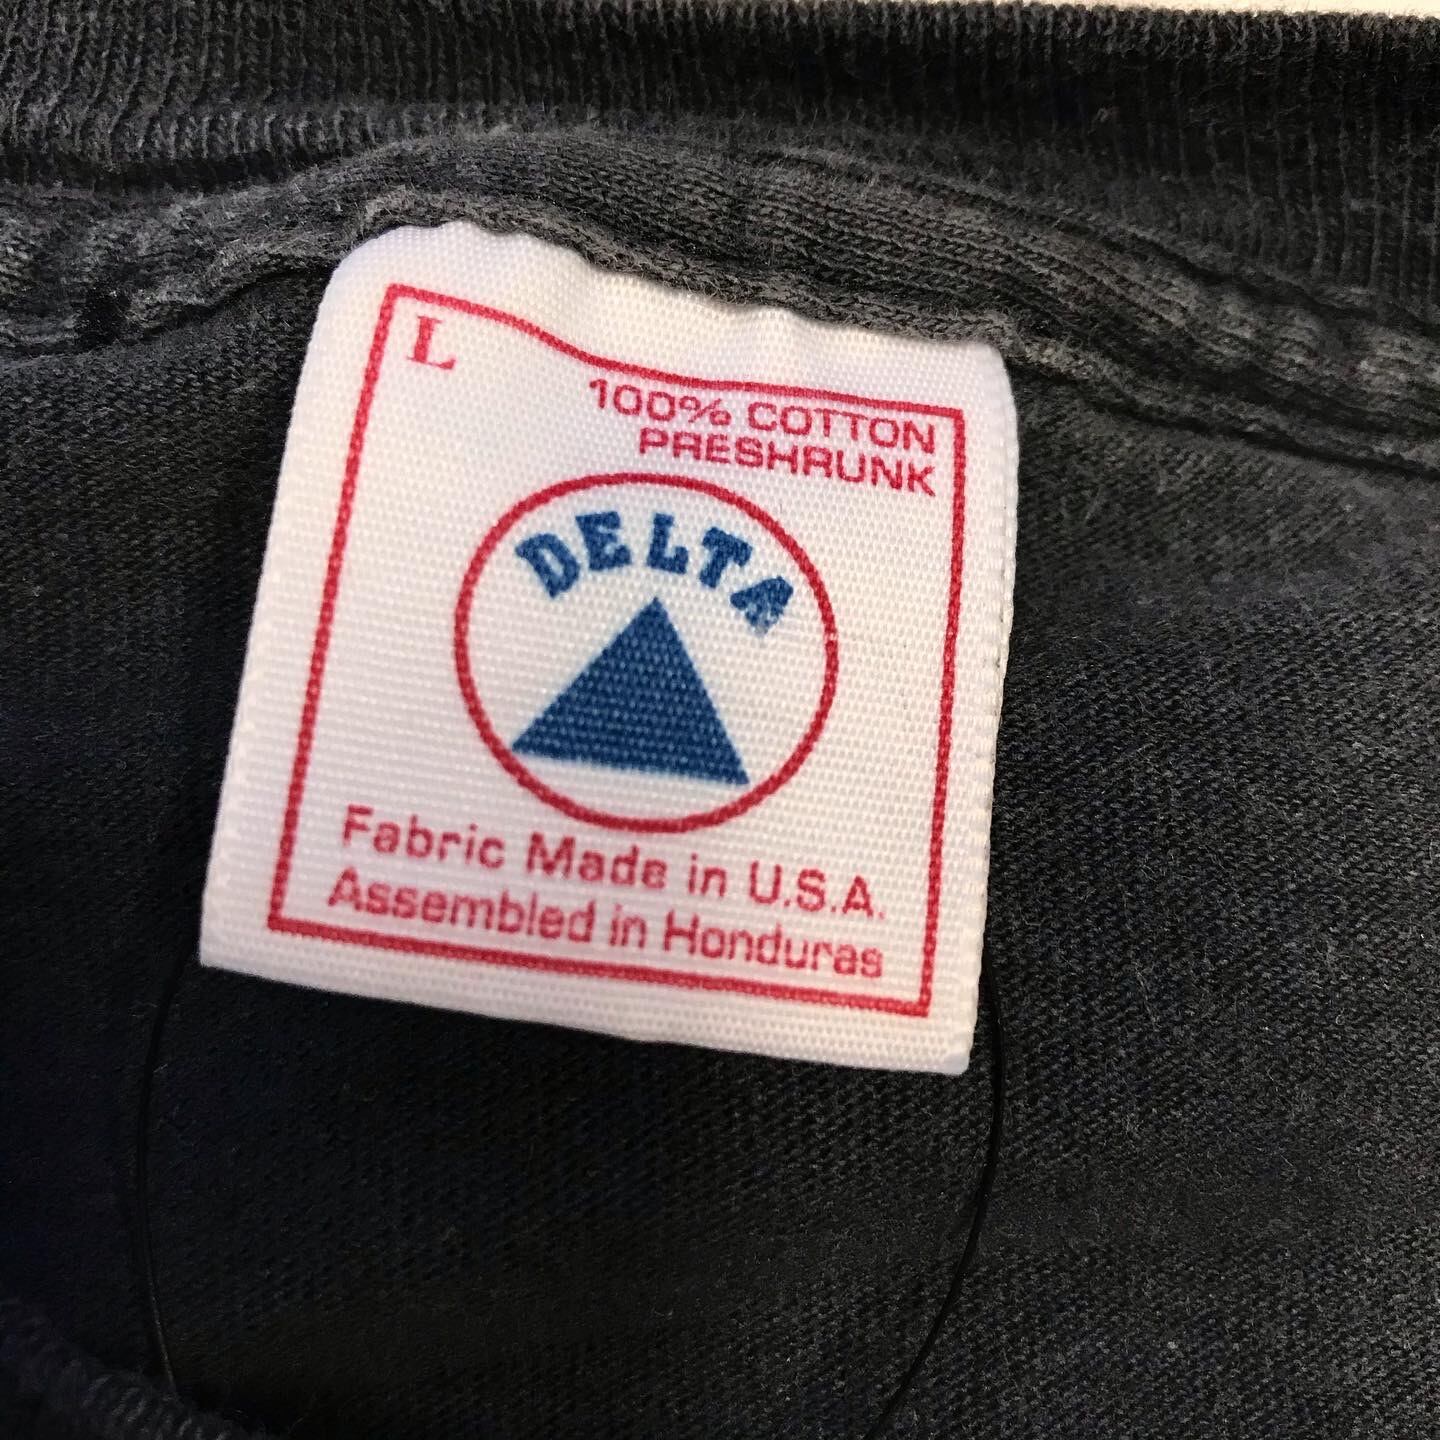 L
100% COTTON
PRESHRUNK
DELTA
Fabric Made in U.S.A.
Assembled in Honduras